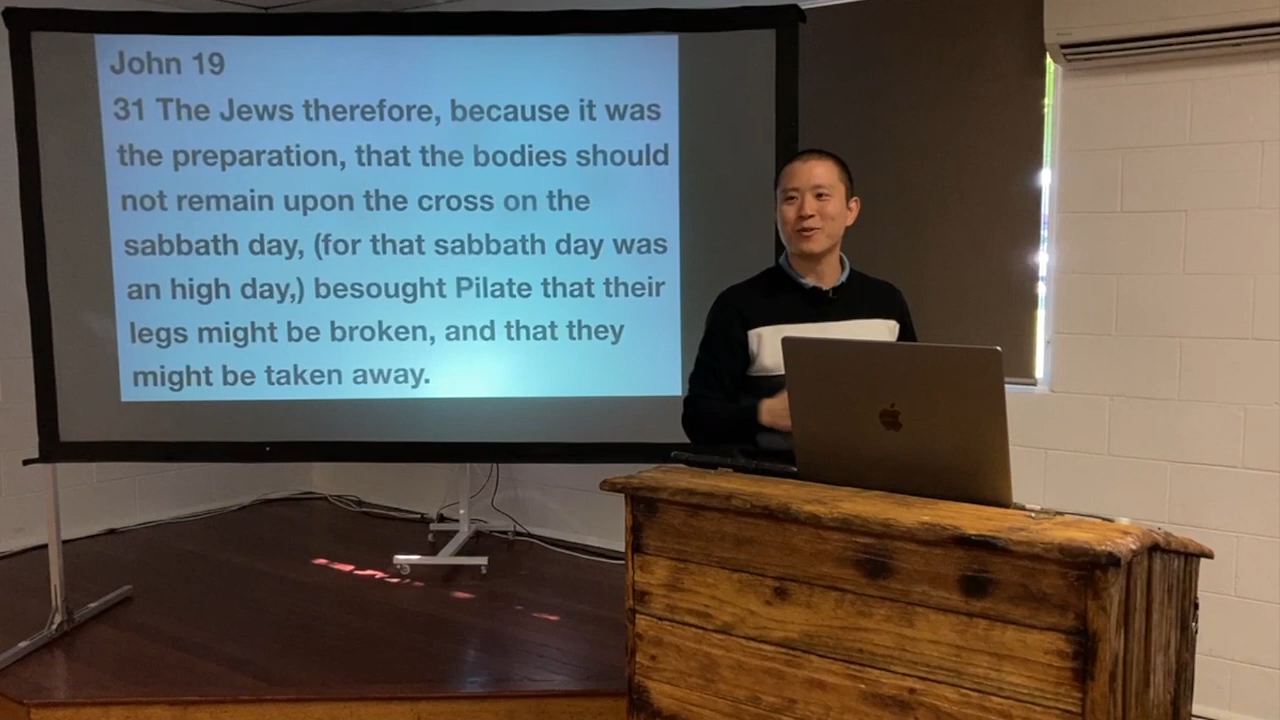 John 19
31 The Jews therefore, because it was
the preparation, that the bodies should
not remain upon the cross on the
sabbath day, (for that sabbath day was
an high day,) besought Pilate that their
legs might be broken, and that they
might be taken away.